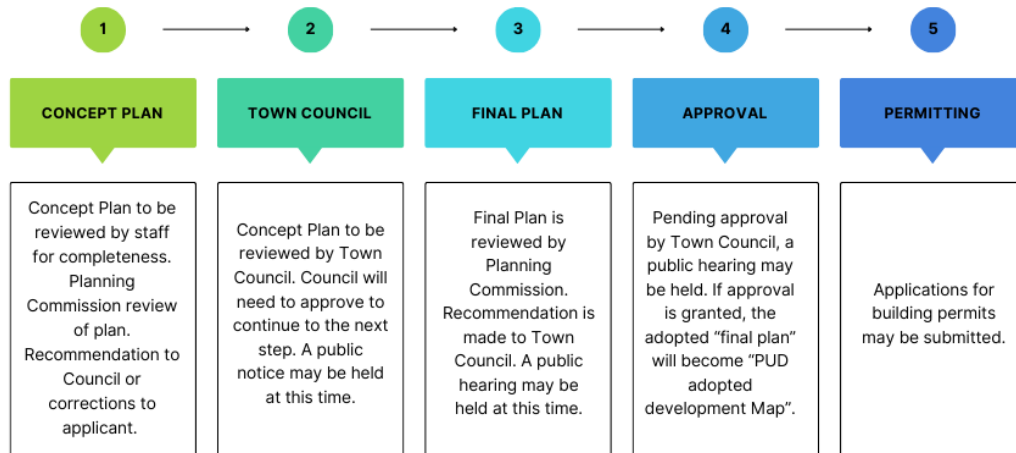 1
2
3
4
5
CONCEPT PLAN
TOWN COUNCIL
FINAL PLAN
APPROVAL
PERMITTING
Concept Plan to be
reviewed by staff
for completeness.
Planning
Commission review
of plan.
Recommendation to
Council or
corrections to
applicant.
Concept Plan to be
reviewed by Town
Council. Council will
need to approve to
continue to the next
step. A public
notice may be held
at this time.
Final Plan is
reviewed by
Planning
Commission.
Recommendation is
made to Town
Council. A public
hearing may be
held at this time.
Pending approval
by Town Council, a
public hearing may
be held. If approval
is granted, the
adopted “final plan”
will become “PUD
adopted
development Map”.
Applications for
building permits
may be submitted.